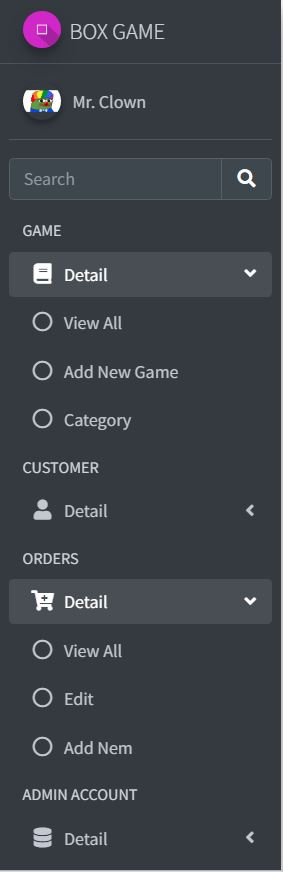 BOX GAME
Mr. Clown
Search
GAME
Detail
View All
Add New Game
Category
CUSTOMER
Detail
ORDERS
Detail
View All
Edit
Add Nem
ADMIN ACCOUNT
Detail